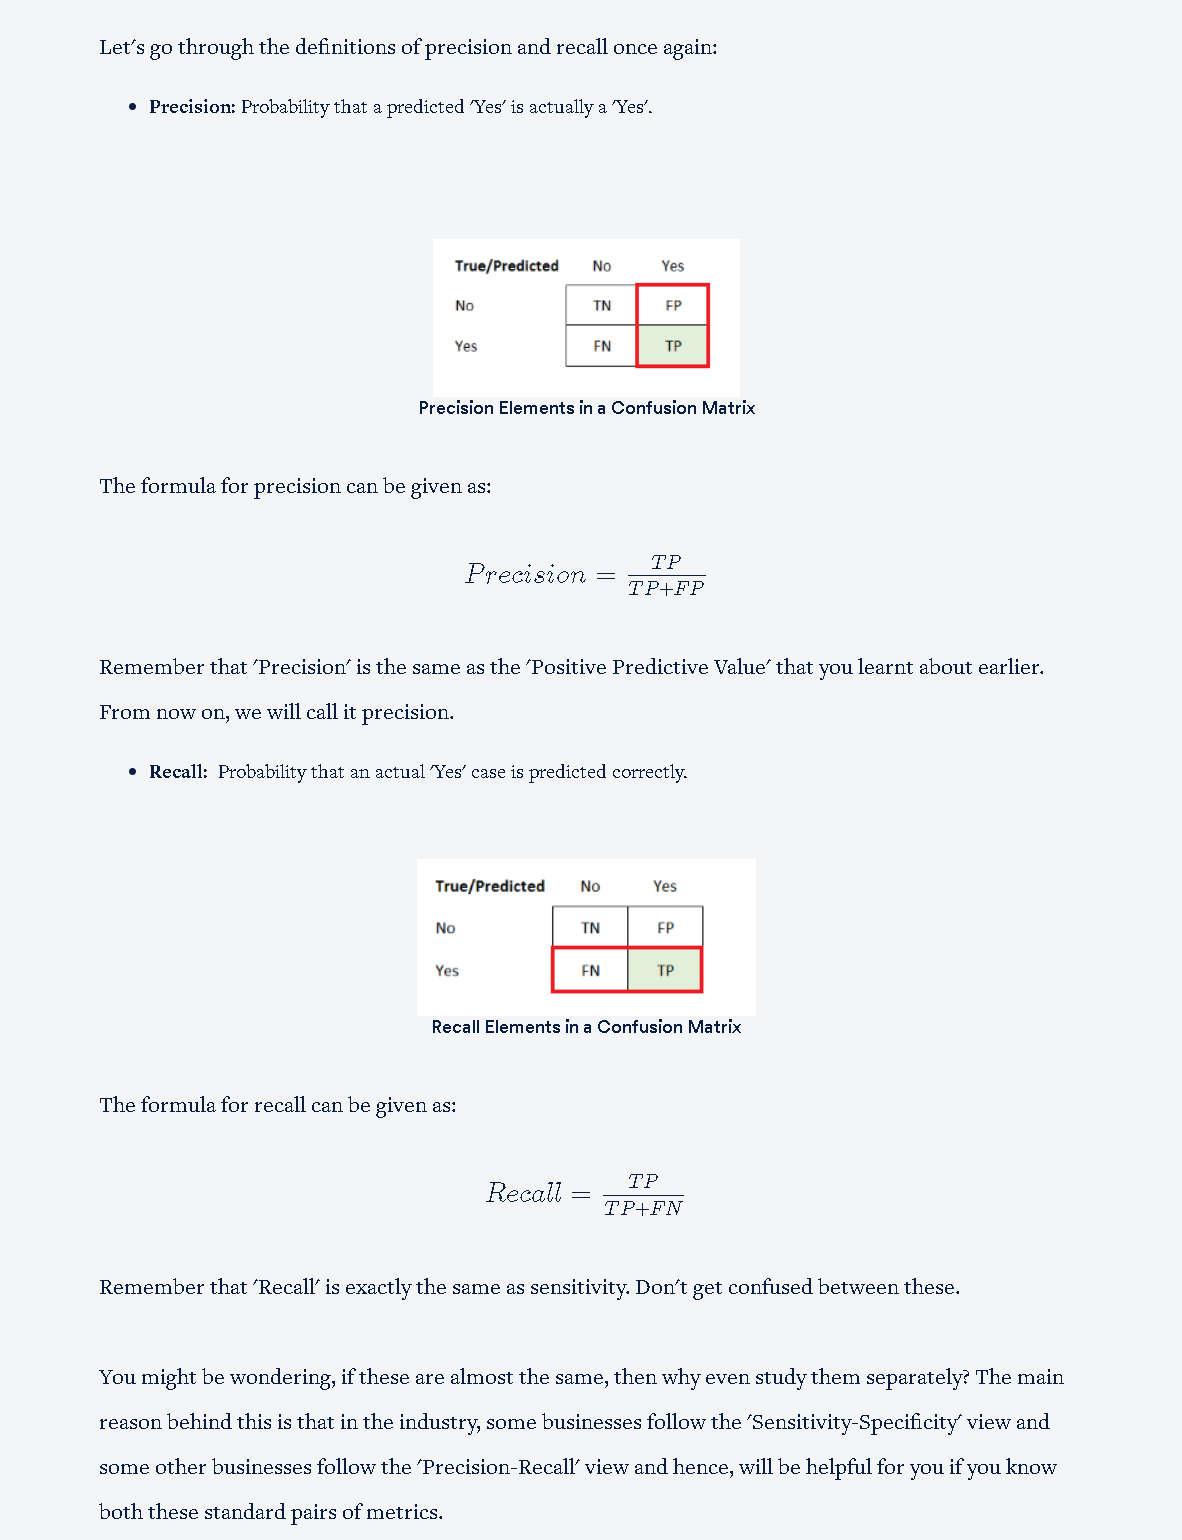 Let's go through the definitions of precision and recall once again:
• Precision: Probability that a predicted 'Yes' is actually a 'Yes'.
True/Predicted No Yes
No TN FP
Yes FN TP
Precision Elements in a Confusion Matrix
The formula for precision can be given as:
Precision = TP / TP+FP
Remember that 'Precision' is the same as the 'Positive Predictive Value' that you learnt about earlier.
From now on, we will call it precision.
• Recall: Probability that an actual 'Yes' case is predicted correctly.
True/Predicted No Yes
No TN FP
Yes FN TP
Recall Elements in a Confusion Matrix
The formula for recall can be given as:
Recall = TP / TP+FN
Remember that 'Recall' is exactly the same as sensitivity. Don't get confused between these.
You might be wondering, if these are almost the same, then why even study them separately? The main
reason behind this is that in the industry, some businesses follow the 'Sensitivity-Specificity' view and
some other businesses follow the 'Precision-Recall' view and hence, will be helpful for you if you know
both these standard pairs of metrics.